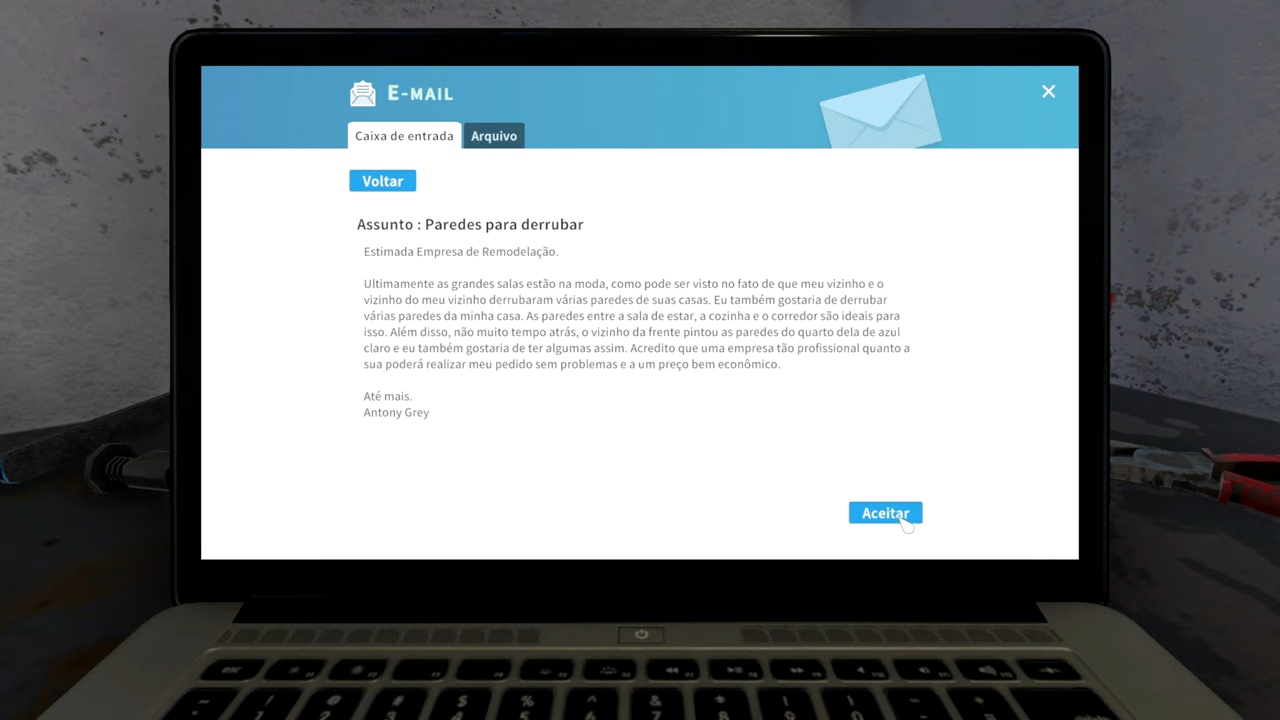 E-MAIL
Caixa de entrada
Arquivo
Voltar
Assunto : Paredes para derrubar
Estimada Empresa de Remodelação.
Ultimamente as grandes salas estão na moda, como pode ser visto no fato de que meu vizinho e o
vizinho do meu vizinho derrubaram várias paredes de suas casas. Eu também gostaria de derrubar
várias paredes da minha casa. As paredes entre a sala de estar, a cozinha e o corredor são ideais para
isso. Além disso, não muito tempo atrás, o vizinho da frente pintou as paredes do quarto dela de azul
claro e eu também gostaria de ter algumas assim. Acredito que uma empresa tão profissional quanto a
sua poderá realizar meu pedido sem problemas e a um preço bem econômico.
Até mais.
Antony Grey
Aceitar
esc